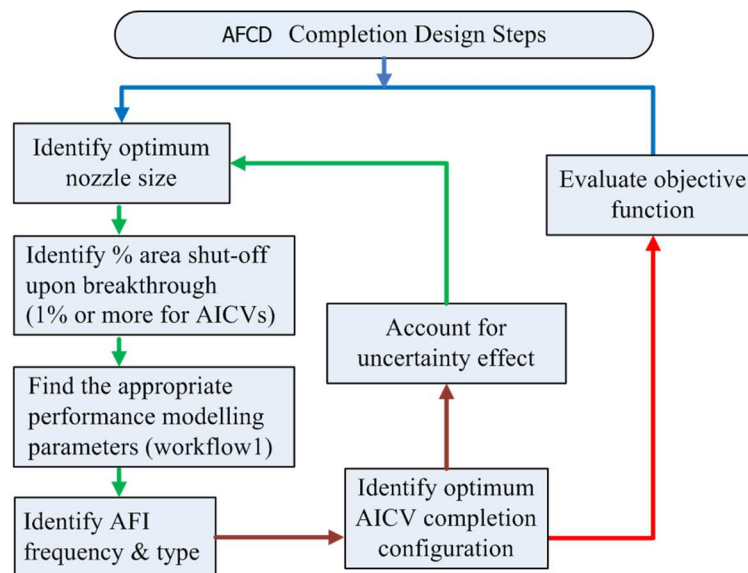 AFCD Completion Design Steps
Identify optimum
nozzle size
Identify % area shut-off
upon breakthrough
(1% or more for AICVs)
Find the appropriate
performance modelling
parameters (workflow1)
Identify AFI
frequency & type
Identify optimum
AICV completion
configuration
Account for
uncertainty effect
Evaluate objective
function